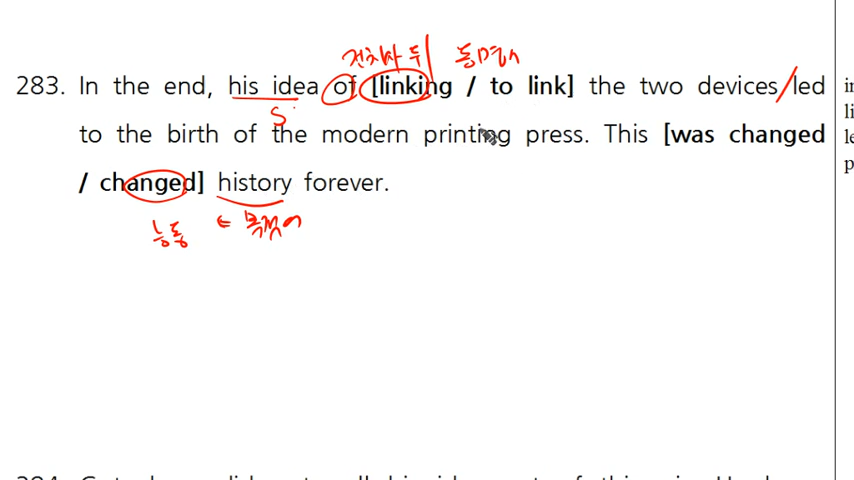 전치사 뒤 동명사
283. In the end, his idea of [linking / to link] the two devices/led
S
to the birth of the modern printing press. This [was changed
/ changed] history forever.
능동 ← 목적어